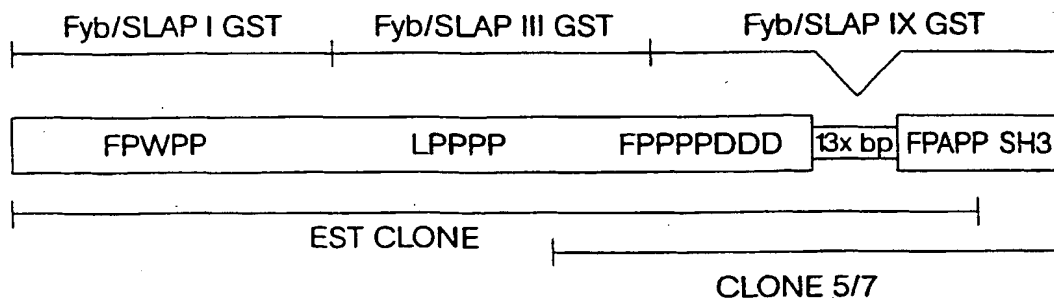 Fyb/SLAP I GST Fyb/SLAP III GST Fyb/SLAP IX GST
FPWPP LPPPP FPPPPDDD 13x bp FPAPP SH3
EST CLONE
CLONE 5/7